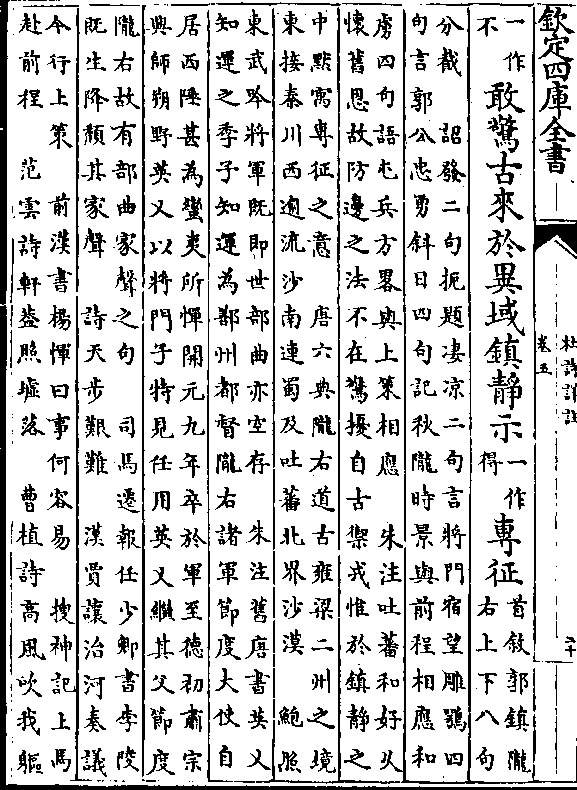 欽定四庫全書
杜詩詳註
卷五
一作不敢驚古來於異域鎮靜示一作得專征首敘郭鎮隴
右上下八句
分截 詔發二句扼題凄凉二句言將門宿望雕鶚四
句言郭公忠勇斜日四句記秋隴時景與前程相應和
虜四句語屯兵方畧與上策相應 朱注吐蕃和好久
懷舊恩故防邊之法不在驚擾自古禦戎惟於鎮靜之
中黙寓專征之意 唐六典隴右道古雍梁二州之境
東接秦川西逾流沙南連蜀及吐蕃北界沙漠 鮑照
東武吟將軍既即世部曲亦空存 朱注舊唐書英乂
知運之季子知運為鄯州都督隴右諸軍節度大使自
居西陲甚為蠻夷所憚開元九年卒於軍至德初肅宗
興師朔野英乂以將門子特見任用英乂繼其父節度
隴右故有部曲家聲之句 司馬遷報任少卿書李陵
既生降頹其家聲 詩天步艱難 漢賈讓治河奏議
今行上策 前漢書楊惲曰事何容易 搜神記上馬
赴前程 范雲詩軒盖照墟落 曹植詩高風吹我軀